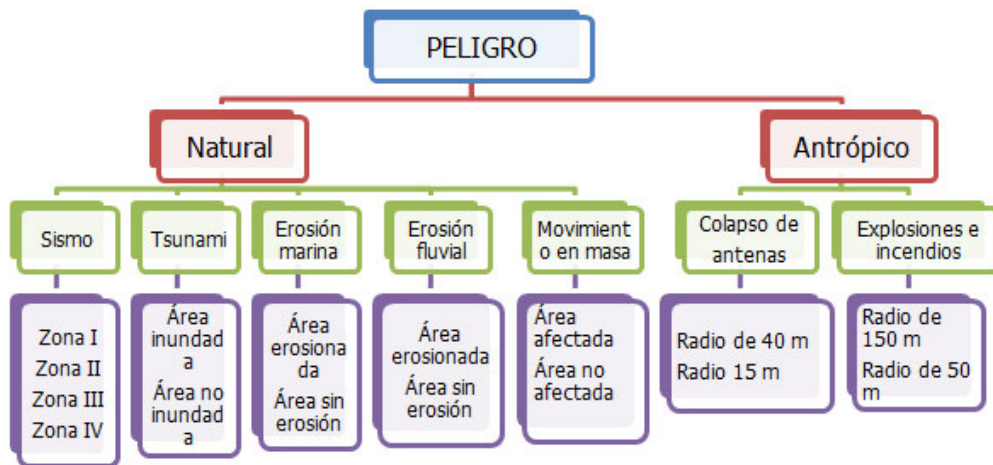 PELIGRO
Natural
Antrópico
Sismo
Tsunami
Erosión
marina
Erosión
fluvial
Movimient
o en masa
Colapso de
antenas
Explosiones e
incendios
Zona I
Zona II
Zona III
Zona IV
Área
inundad
a
Área no
inundad
a
Área
erosiona
da
Área sin
erosión
Área
erosionada
Área sin
erosión
Área
afectada
Área no
afectada
Radio de 40 m
Radio 15 m
Radio de
150 m
Radio de 50
m